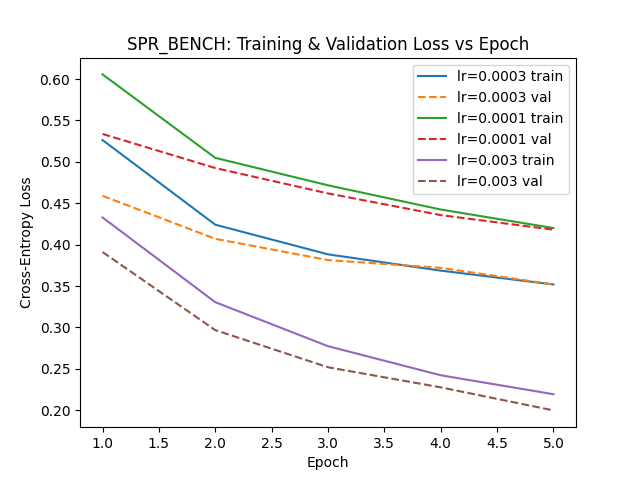 SPR_BENCH: Training & Validation Loss vs Epoch
Cross-Entropy Loss
0.60
0.55
0.50
0.45
0.40
0.35
0.30
0.25
0.20
lr=0.0003 train
lr=0.0003 val
lr=0.0001 train
lr=0.0001 val
lr=0.003 train
lr=0.003 val
1.0 1.5 2.0 2.5 3.0 3.5 4.0 4.5 5.0
Epoch